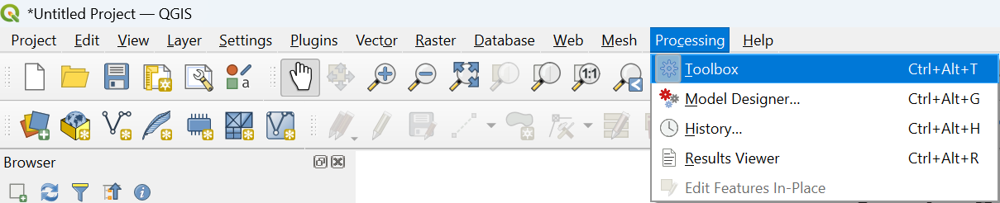 *Untitled Project — QGIS
Project Edit View Layer Settings Plugins Vector Raster Database Web Mesh Processing Help
a 1:1
Toolbox Ctrl+Alt+T
Model Designer... Ctrl+Alt+G
History... Ctrl+Alt+H
Results Viewer Ctrl+Alt+R
Edit Features In-Place
Browser